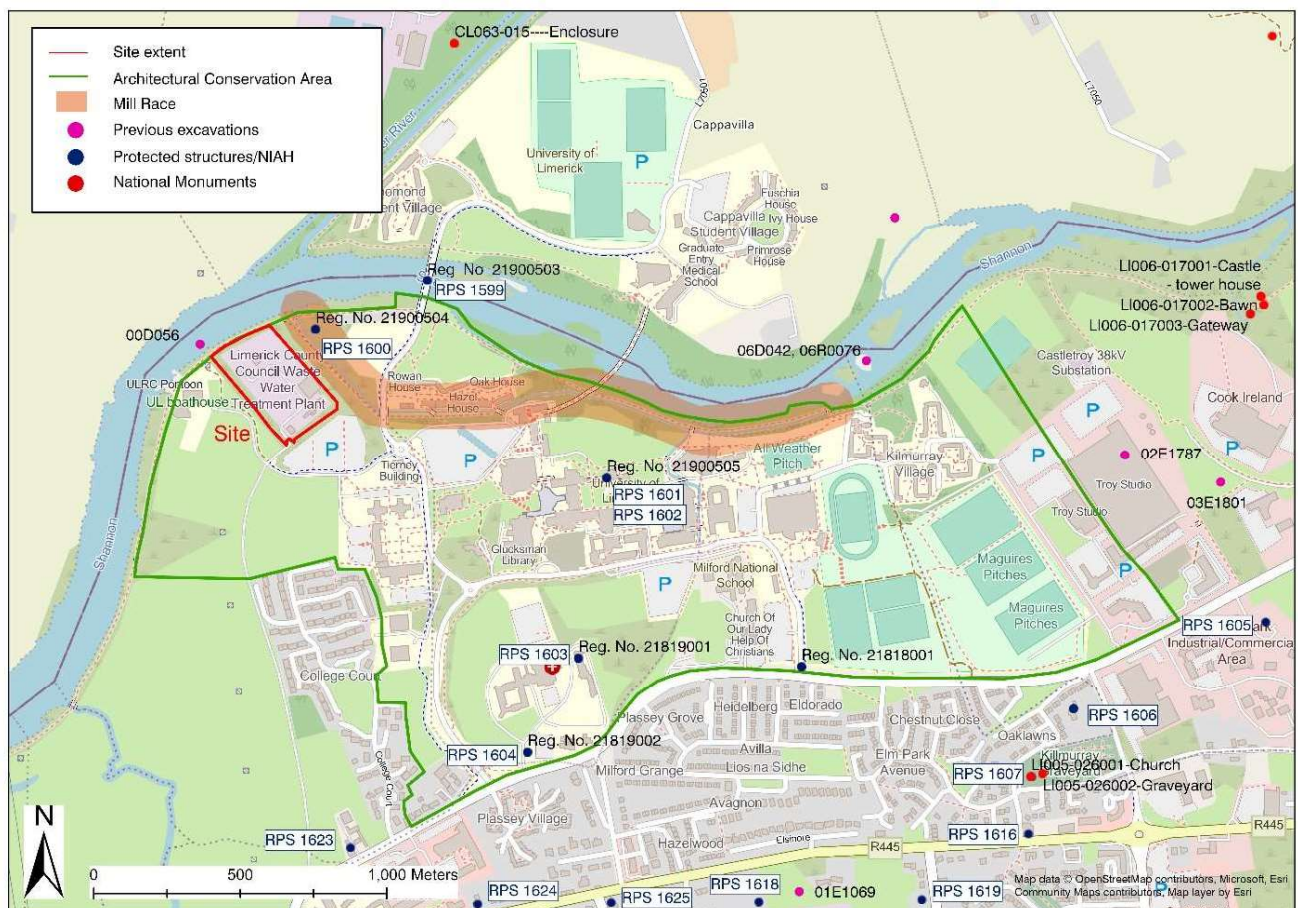 Site extent
Architectural Conservation Area
Mill Race
Previous excavations
Protected structures/NIAH
National Monuments
CL063-015----Enclosure
L7050
L7050
Cappavilla
River
University of
Limerick
P
Student Village
Fuschia
House
Ivy House
Cappavilla
Student Village
Primrose
House
Graduate
Entry
Medical
School
Shannon
LI006-017001-Castle
- tower house
LI006-017002-Bawn
LI006-017003-Gateway
Reg. No 21900503
RPS 1599
Reg. No. 21900504
RPS 1600
00D056
06D042, 06R0076
Castletroy 38kV
Substation
Limerick County
Council Waste
Water
Treatment Plant
ULRC Pontoon
UL boathouse
Site
P
Rowan
House
Oak House
Hazel
House
Cook Ireland
P
P
Tierney
Building
P
All Weather
Pitch
Kilmurray
Village
02E1787
Troy Studio
Troy Studio
03E1801
Reg. No. 21900505
University of
RPS 1601
RPS 1602
Glucksman
Library
Milford National
School
P
Maguires
Pitches
Maguires
Pitches
P
Shannon
Church Of
Our Lady
Help Of
Christians
RPS 1605
Industrial/Commercial
Area
RPS 1603
Reg. No. 21819001
Reg. No. 21818001
College Court
Plassey Grove
Heidelberg
Eldorado
Chestnut Close
RPS 1606
Oaklawns
RPS 1604
Reg. No. 21819002
Avilla
Lios na Sidhe
Elm Park
Avenue
Milford Grange
RPS 1607
Killmurray
Graveyard
LI005-026001-Church
LI005-026002-Graveyard
College Court
Avagnon
Plassey Village
Hazelwood
Elsmore
RPS 1616
R445
R445
RPS 1623
N
0
500
1,000 Meters
RPS 1624
RPS 1625
RPS 1618
01E1069
RPS 1619
P
Map data © OpenStreetMap contributors, Microsoft, Esri
Community Maps contributors, Map layer by Esri